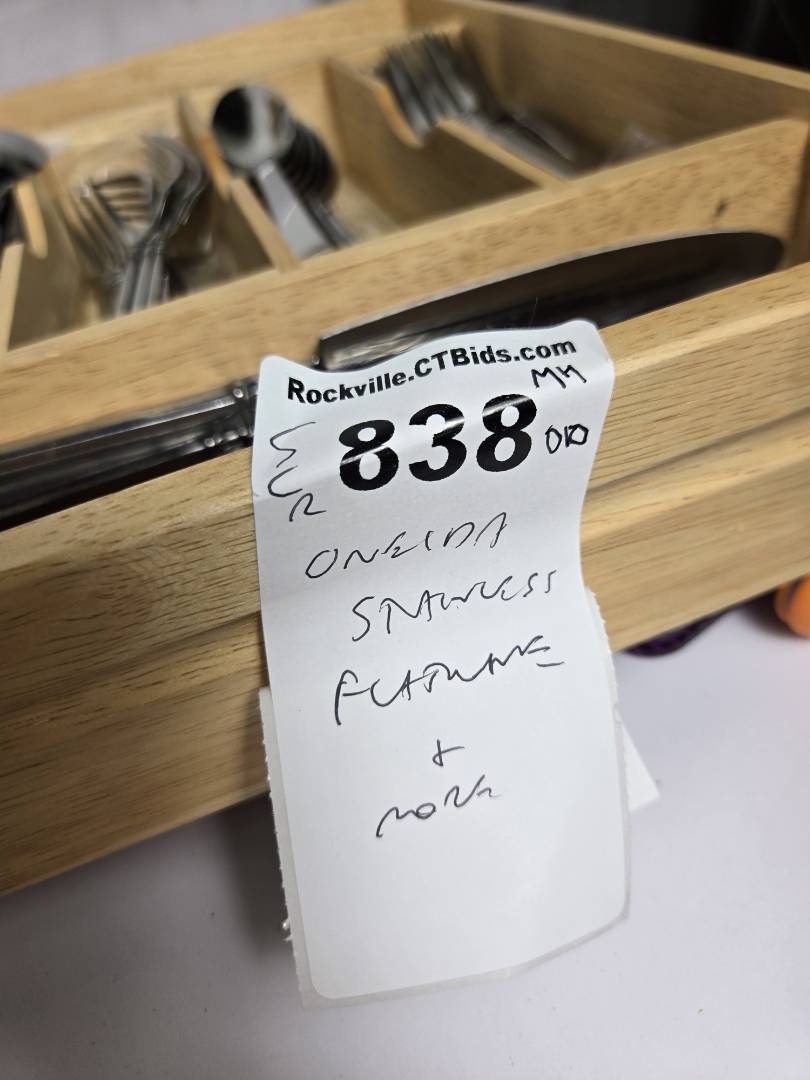 Rockville.CTBids.com
MH
838
ONEIDA
STAINLESS
FLATWARE
+
MORE